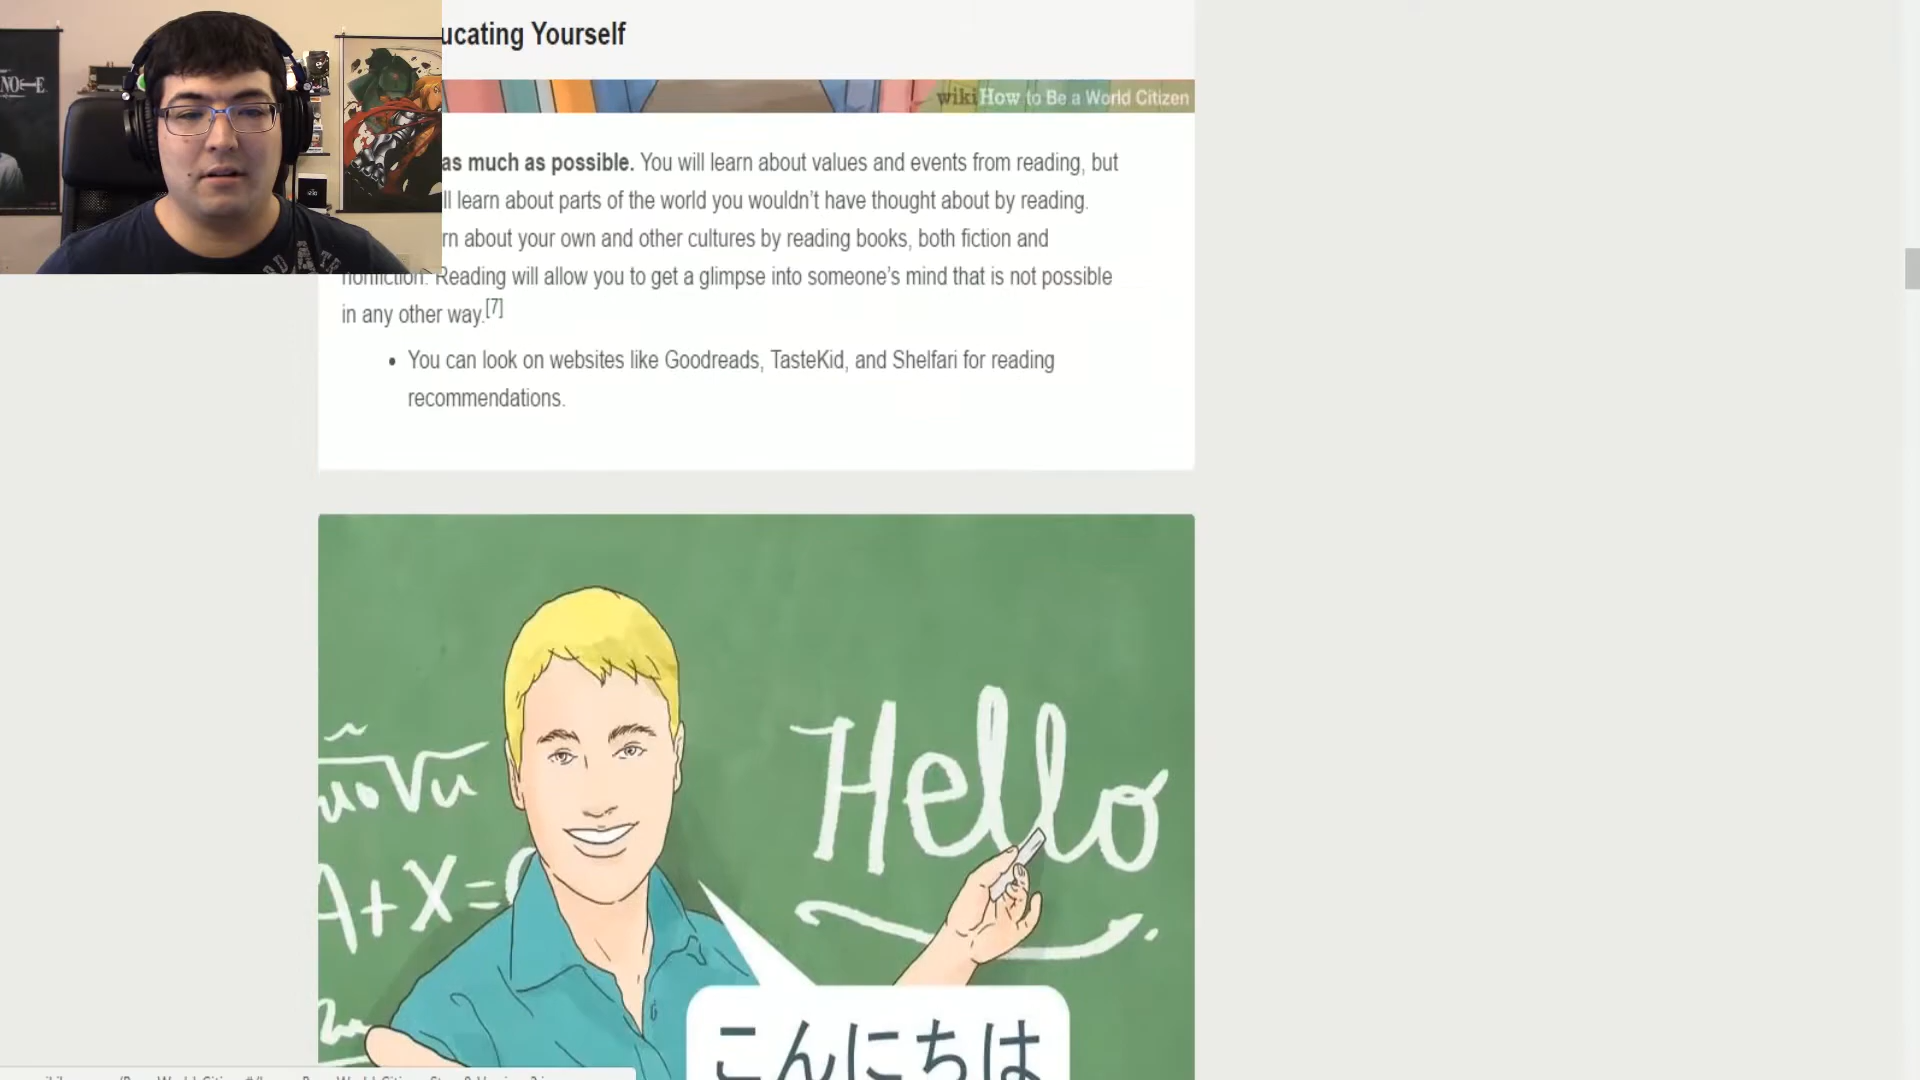 ucating Yourself
wikiHow to Be a World Citizen
as much as possible. You will learn about values and events from reading, but
ll learn about parts of the world you wouldn't have thought about by reading.
rn about your own and other cultures by reading books, both fiction and
nonfiction. Reading will allow you to get a glimpse into someone's mind that is not possible
in any other way.[7]
• You can look on websites like Goodreads, TasteKid, and Shelfari for reading
recommendations.
Hello
A+X=
こんにちは